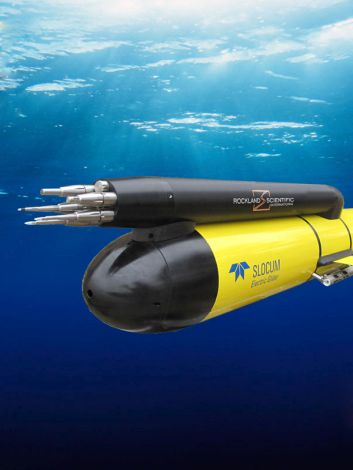 ROCKLAND SCIENTIFIC
INTERNATIONAL
SLOCUM
Electric Glider